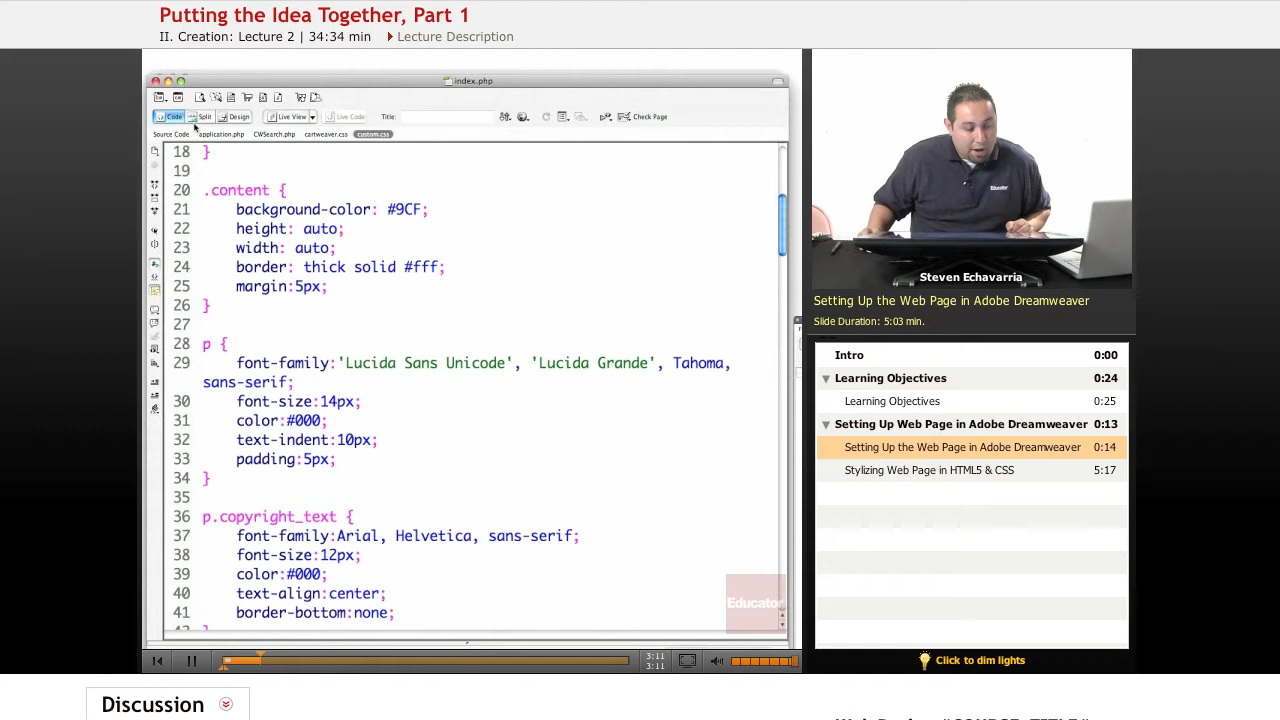 Putting the Idea Together, Part 1
II. Creation: Lecture 2 | 34:34 min Lecture Description
index.php
Code Split Design Live View Live Code Title: Check Page
Source Code application.php CWSearch.php cartweaver.css custom.css
18 }
19
20 .content {
21 background-color: #9CF;
22 height: auto;
23 width: auto;
24 border: thick solid #fff;
25 margin:5px;
26 }
27
28 p {
29 font-family:'Lucida Sans Unicode', 'Lucida Grande', Tahoma,
sans-serif;
30 font-size:14px;
31 color:#000;
32 text-indent:10px;
33 padding:5px;
34 }
35
36 p.copyright_text {
37 font-family:Arial, Helvetica, sans-serif;
38 font-size:12px;
39 color:#000;
40 text-align:center;
41 border-bottom:none;
Educator
3:11
3:11
Educator
Steven Echavarria
Setting Up the Web Page in Adobe Dreamweaver
Slide Duration: 5:03 min.
Intro 0:00
Learning Objectives 0:24
Learning Objectives 0:25
Setting Up Web Page in Adobe Dreamweaver 0:13
Setting Up the Web Page in Adobe Dreamweaver 0:14
Stylizing Web Page in HTML5 & CSS 5:17
Click to dim lights
Discussion